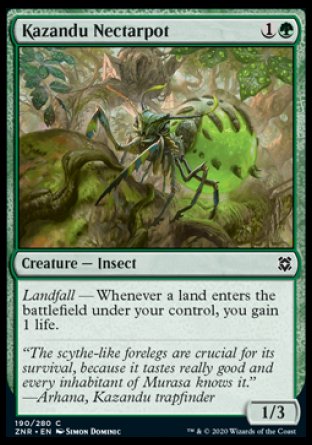 Kazandu Nectarpot 1
Creature — Insect
Landfall — Whenever a land enters the
battlefield under your control, you gain
1 life.
"The scythe-like forelegs are crucial for its
survival, because it tastes really good and
every inhabitant of Murasa knows it."
—Arhana, Kazandu trapfinder
1/3
190/280 C
ZNR • EN Simon Dominic
™ & © 2020 Wizards of the Coast